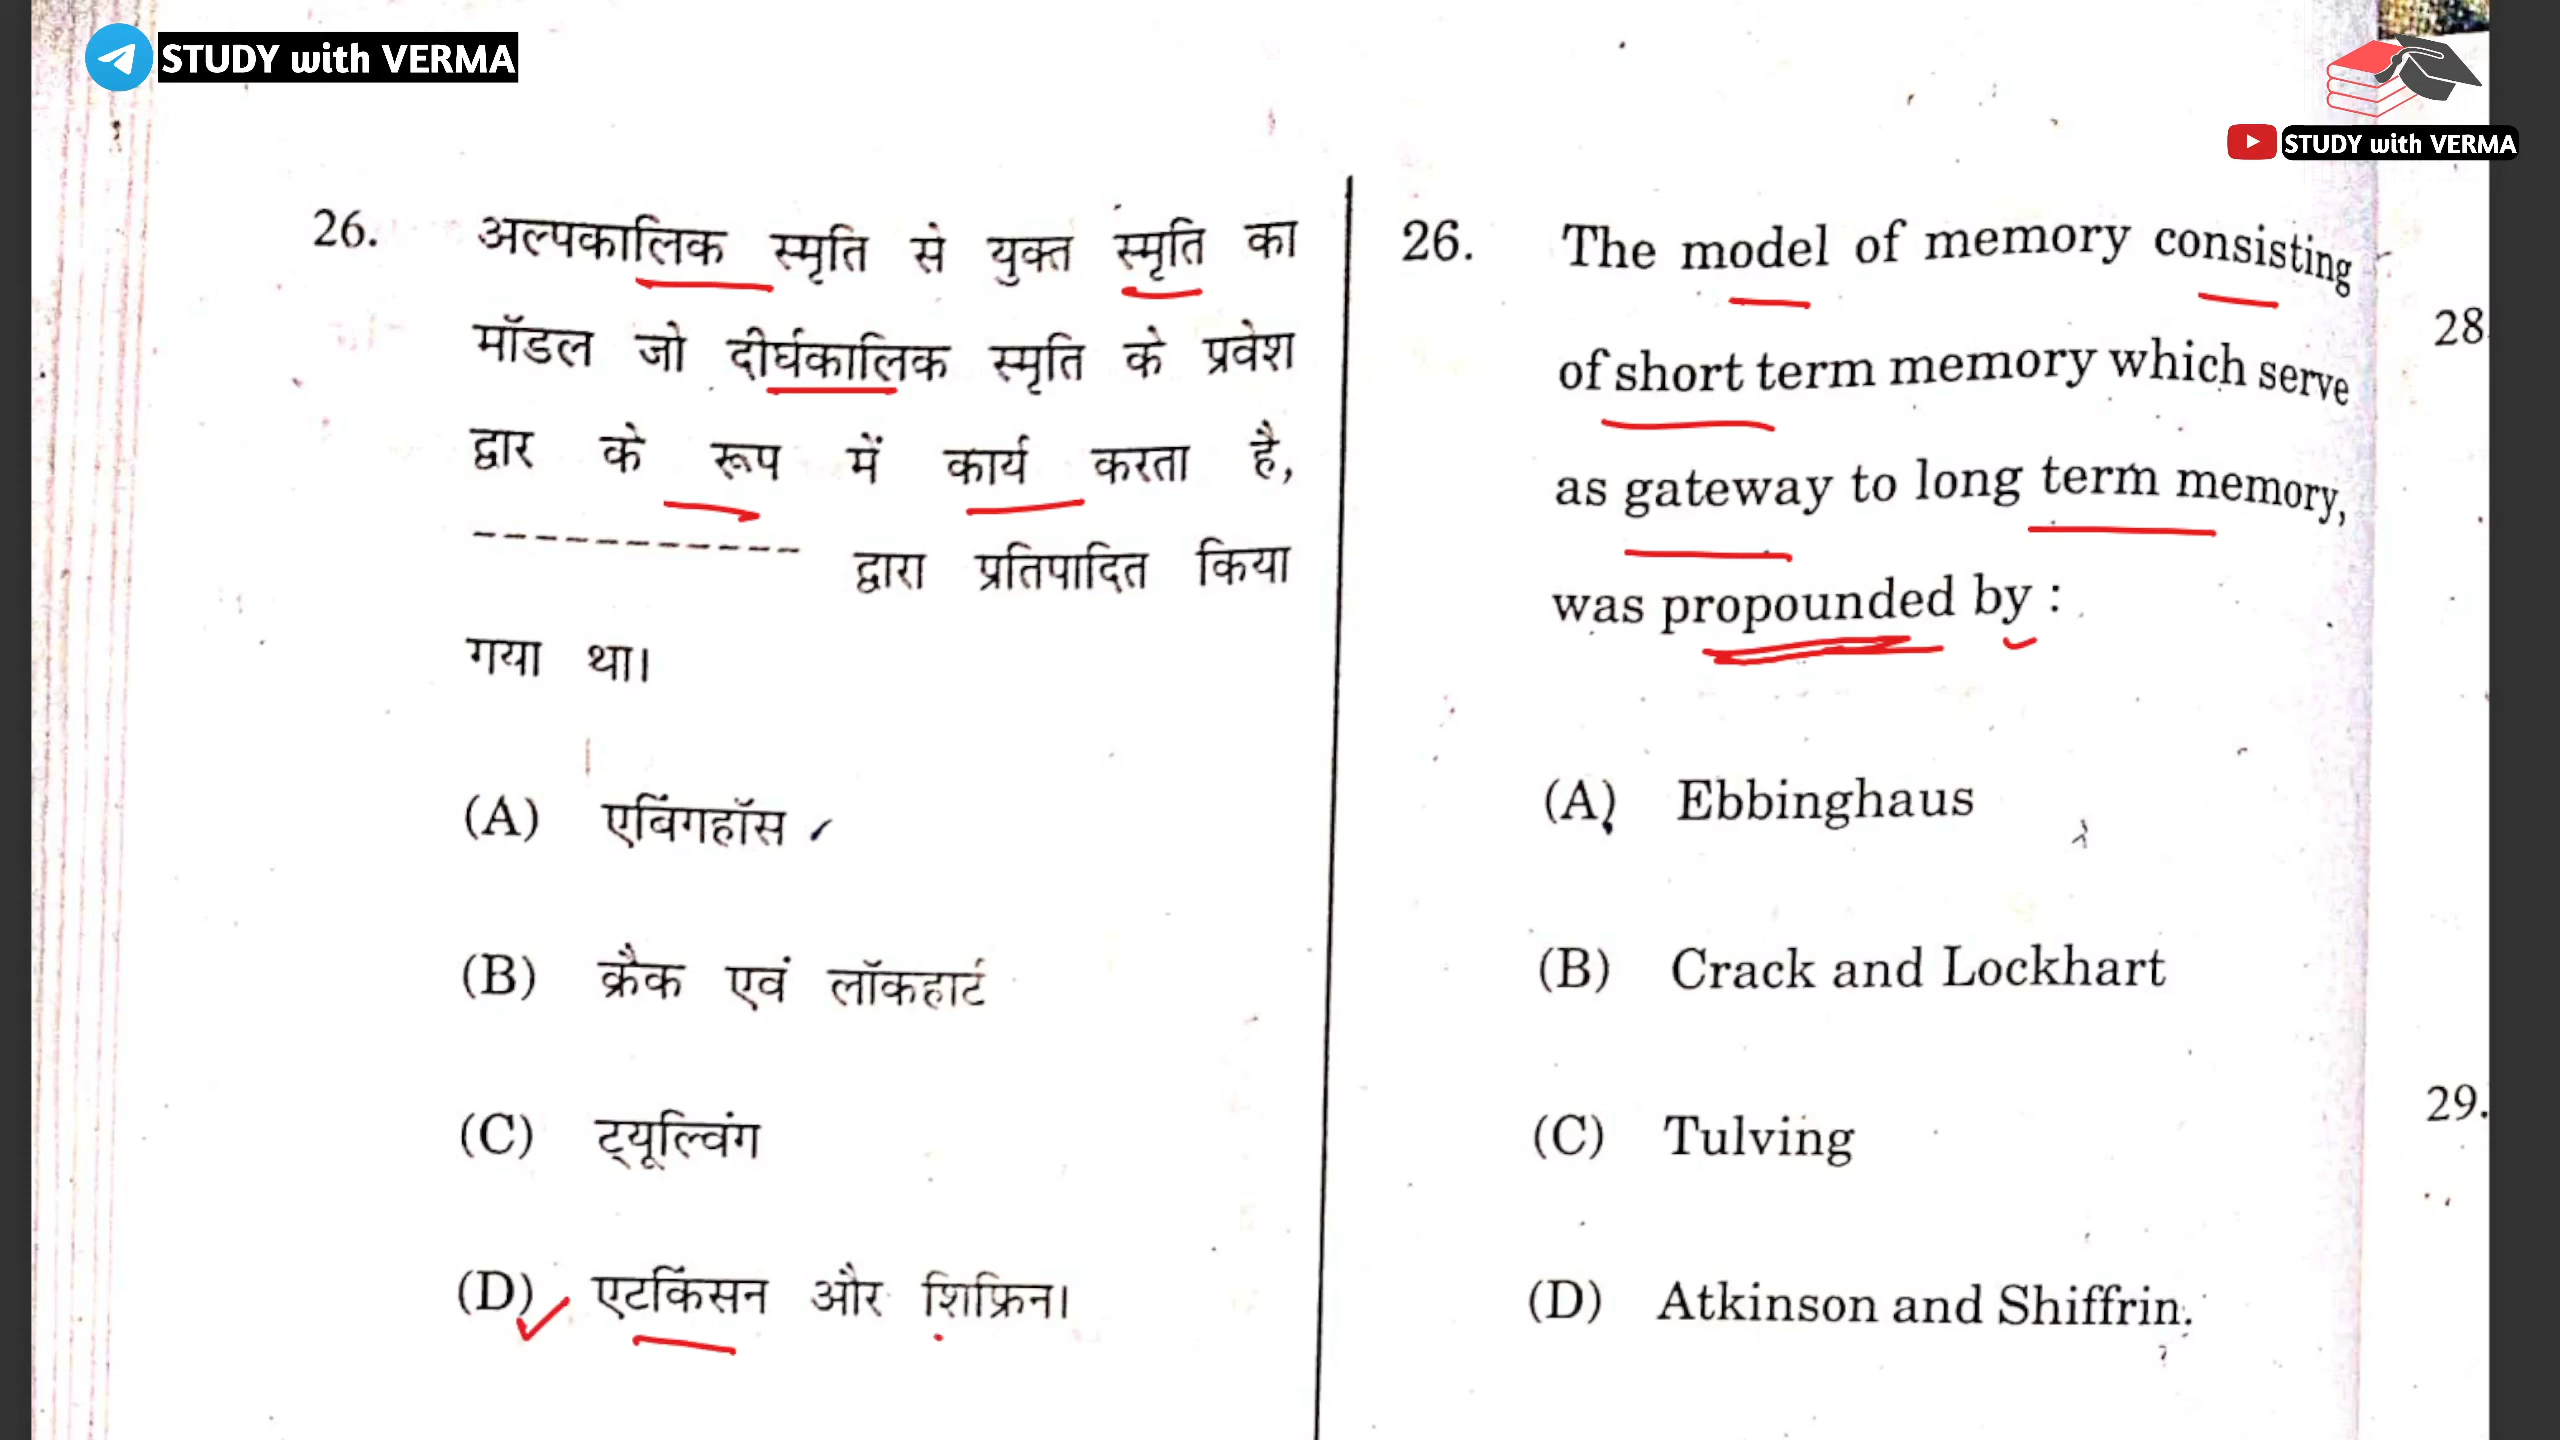 STUDY with VERMA
STUDY with VERMA
26. अल्पकालिक स्मृति से युक्त स्मृति का
मॉडल जो दीर्घकालिक स्मृति के प्रवेश
द्वार के रूप में कार्य करता है,
----------- द्वारा प्रतिपादित किया
गया था।
(A) एबिंगहॉस
(B) क्रैक एवं लॉकहार्ट
(C) ट्यूल्विंग
(D) एटकिंसन और शिफ्रिन।
26. The model of memory consisting
of short term memory which serve
as gateway to long term memory,
was propounded by :
(A) Ebbinghaus
(B) Crack and Lockhart
(C) Tulving
(D) Atkinson and Shiffrin.
28
29.